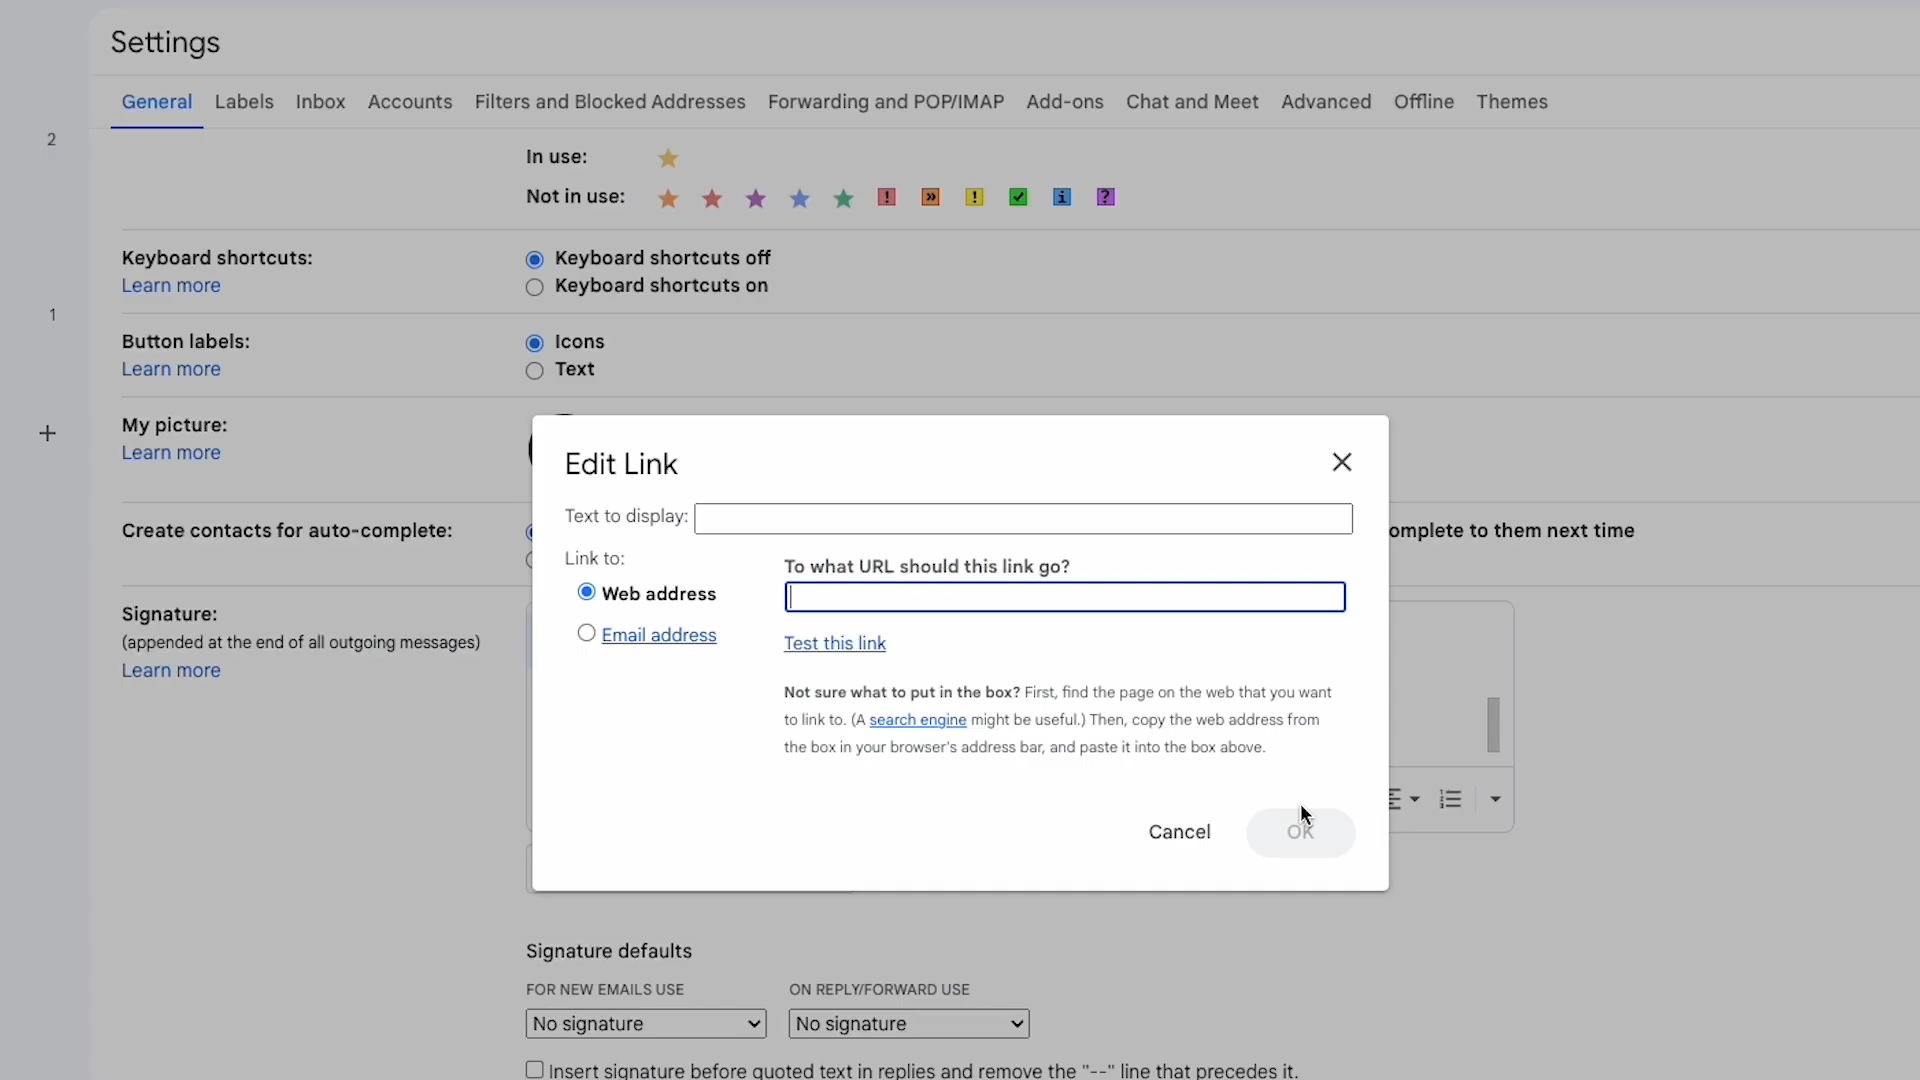 Settings
General Labels Inbox Accounts Filters and Blocked Addresses Forwarding and POP/IMAP Add-ons Chat and Meet Advanced Offline Themes
2
In use:
Not in use: ! » ! ✓ i ?
Keyboard shortcuts: Keyboard shortcuts off
Learn more Keyboard shortcuts on
1
Button labels: Icons
Learn more Text
My picture:
Learn more
+
Edit Link
Text to display:
Link to: To what URL should this link go?
Web address
Email address Test this link
Not sure what to put in the box? First, find the page on the web that you want
to link to. (A search engine might be useful.) Then, copy the web address from
the box in your browser's address bar, and paste it into the box above.
Cancel OK
Create contacts for auto-complete: omplete to them next time
Signature:
(appended at the end of all outgoing messages)
Learn more
Signature defaults
FOR NEW EMAILS USE ON REPLY/FORWARD USE
No signature No signature
Insert signature before quoted text in replies and remove the "--" line that precedes it.